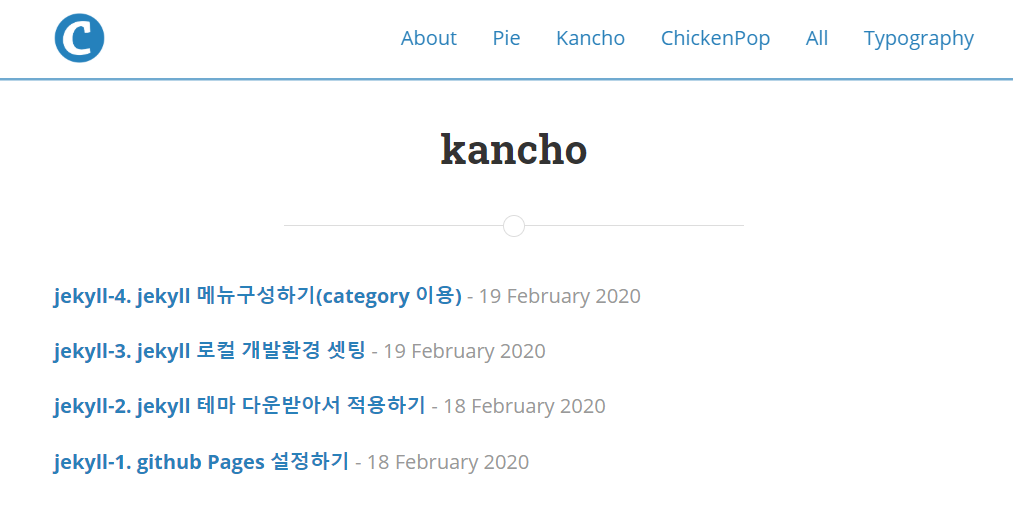 C
About Pie Kancho ChickenPop All Typography
kancho
jekyll-4. jekyll 메뉴구성하기(category 이용) - 19 February 2020
jekyll-3. jekyll 로컬 개발환경 셋팅 - 19 February 2020
jekyll-2. jekyll 테마 다운받아서 적용하기 - 18 February 2020
jekyll-1. github Pages 설정하기 - 18 February 2020